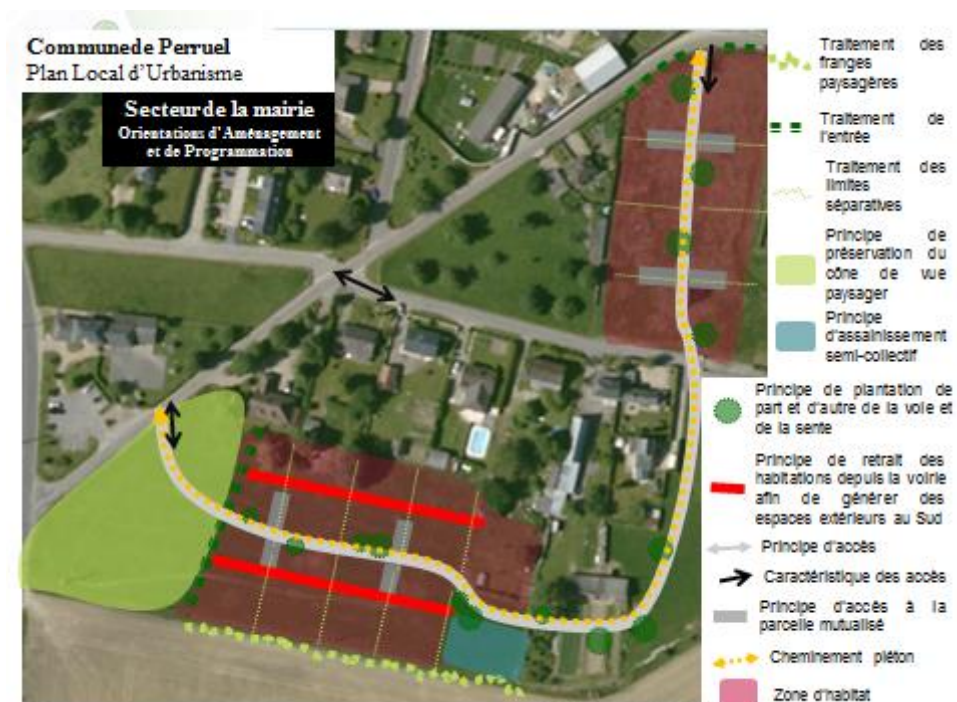 Communede Perruel
Plan Local d'Urbanisme
Secteurde la mairie
Orientations d'Aménagement
et de Programmation
Traitement des
franges
paysagères
Traitement de
l'entrée
Traitement des
limites
séparatives
Principe de
préservation du
cône de vue
paysager
Principe
d'assainissement
semi-collectif
Principe de plantation de
part et d'autre de la voie et
de la sente
Principe de retrait des
habitations depuis la voirie
afin de générer des
espaces extérieurs au Sud
Principe d'accès
Caractéristique des accès
Principe d'accès à la
parcelle mutualisé
Cheminement piéton
Zone d'habitat